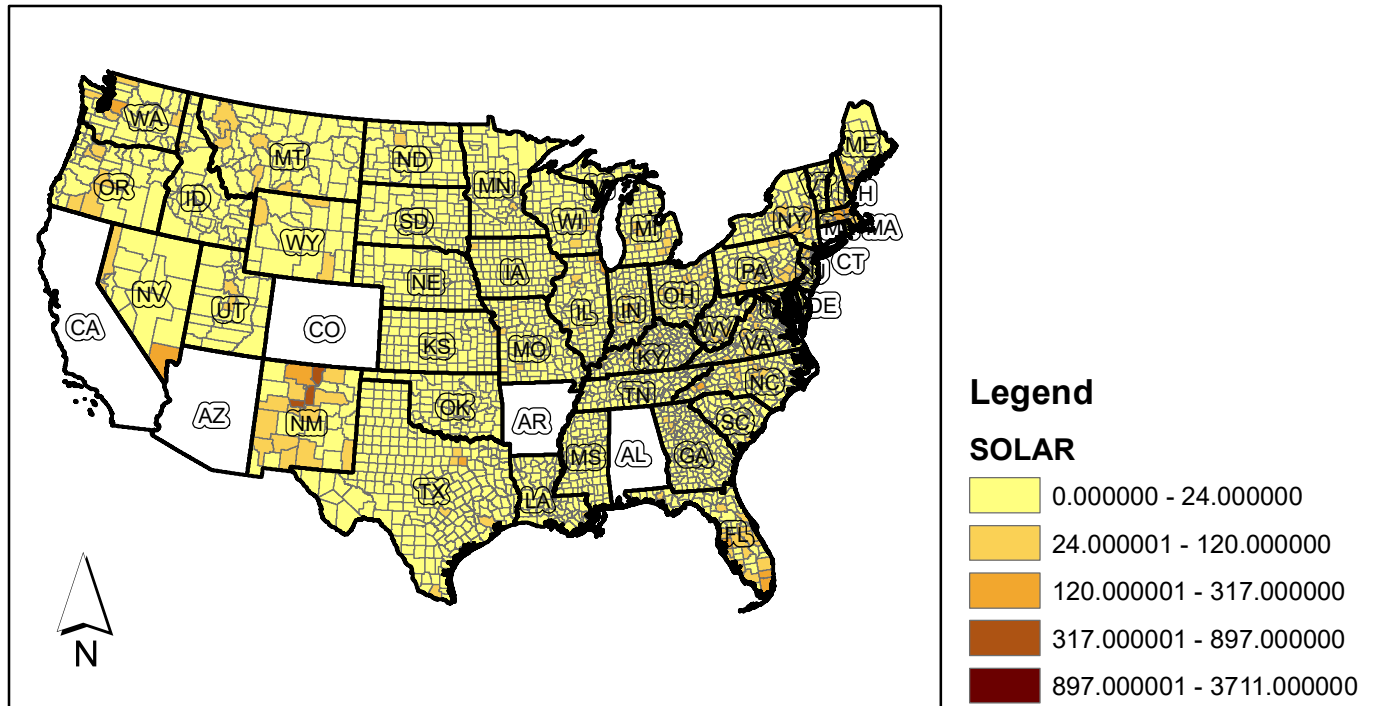 WA
ME
MT
ND
MN
OR
ID
SD
WI
MI
NY
MA
WY
CT
IA
PA
NE
NV
UT
IL
IN
OH
DE
CA
CO
WV
VA
KS
MO
KY
NC
TN
AZ
NM
OK
AR
SC
MS
AL
GA
TX
LA
FL
N
Legend
SOLAR
0.000000 - 24.000000
24.000001 - 120.000000
120.000001 - 317.000000
317.000001 - 897.000000
897.000001 - 3711.000000